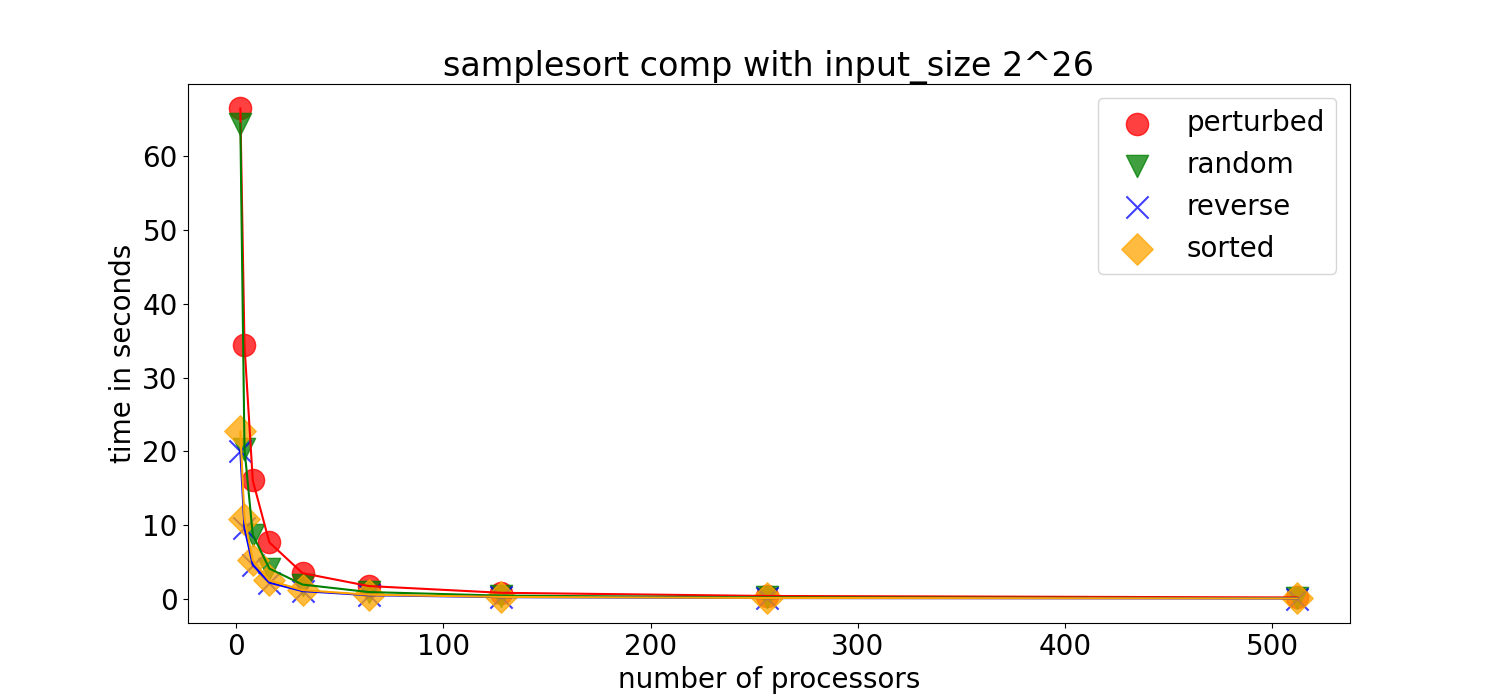 samplesort comp with input_size 2^26
perturbed
random
reverse
sorted
time in seconds
60
50
40
30
20
10
0
0 100 200 300 400 500
number of processors